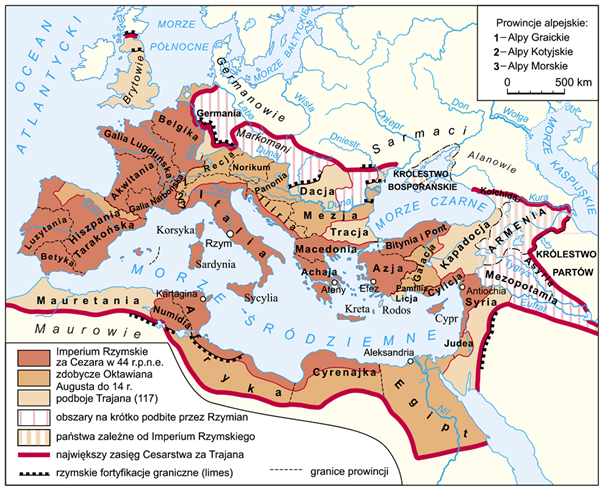 OCEAN
ATLANTYCKI
MORZE
PÓŁNOCNE
MORZE BAŁTYCKIE
Prowincje alpejskie:
1 – Alpy Graickie
2 – Alpy Kotyjskie
3 – Alpy Morskie
0 500 km
Brytowie
Germanowie
Germania
Łaba
Wisła
Markomani
Dniestr
Dniepr
Sarmaci
Don
Wołga
Alanowie
MORZE
KASPIJSKIE
Belgika
Galia Lugduńska
Akwitania
Galia Narbońska
Recja
Norikum
Panonia
Dunaj
Dacja
Dunaj
Mezja
Tracja
Macedonia
KRÓLESTWO
BOSPORAŃSKIE
MORZE CZARNE
Kolchida
Kura
ARMENIA
Asyria
KRÓLESTWO
PARTÓW
Mezopotamia
Eufrat
Luzytania
Hiszpania
Tarakońska
Betyka
Korsyka
Italia
Rzym
Sardynia
Sycylia
Achaja
Ateny
Kreta
Rodos
Efez
Azja
Bitynia i Pont
Galacja
Kapadocja
Pamfilia
Licja
Cylicja
Antiochia
Syria
Cypr
Judea
MORZE ŚRÓDZIEMNE
Mauretania
Maurowie
Kartagina
Numidia
Afryka
Cyrenajka
Aleksandria
Egipt
Nil
Imperium Rzymskie
za Cezara w 44 r.p.n.e.
zdobycze Oktawiana
Augusta do 14 r.
podboje Trajana (117)
obszary na krótko podbite przez Rzymian
państwa zależne od Imperium Rzymskiego
największy zasięg Cesarstwa za Trajana
rzymskie fortyfikacje graniczne (limes)
granice prowincji